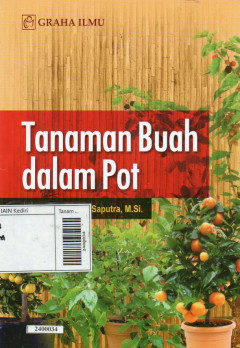 GRAHA ILMU
Tanaman Buah
dalam Pot
Saputra, M.Si.
IAIN Kediri
Tanam...
2400034